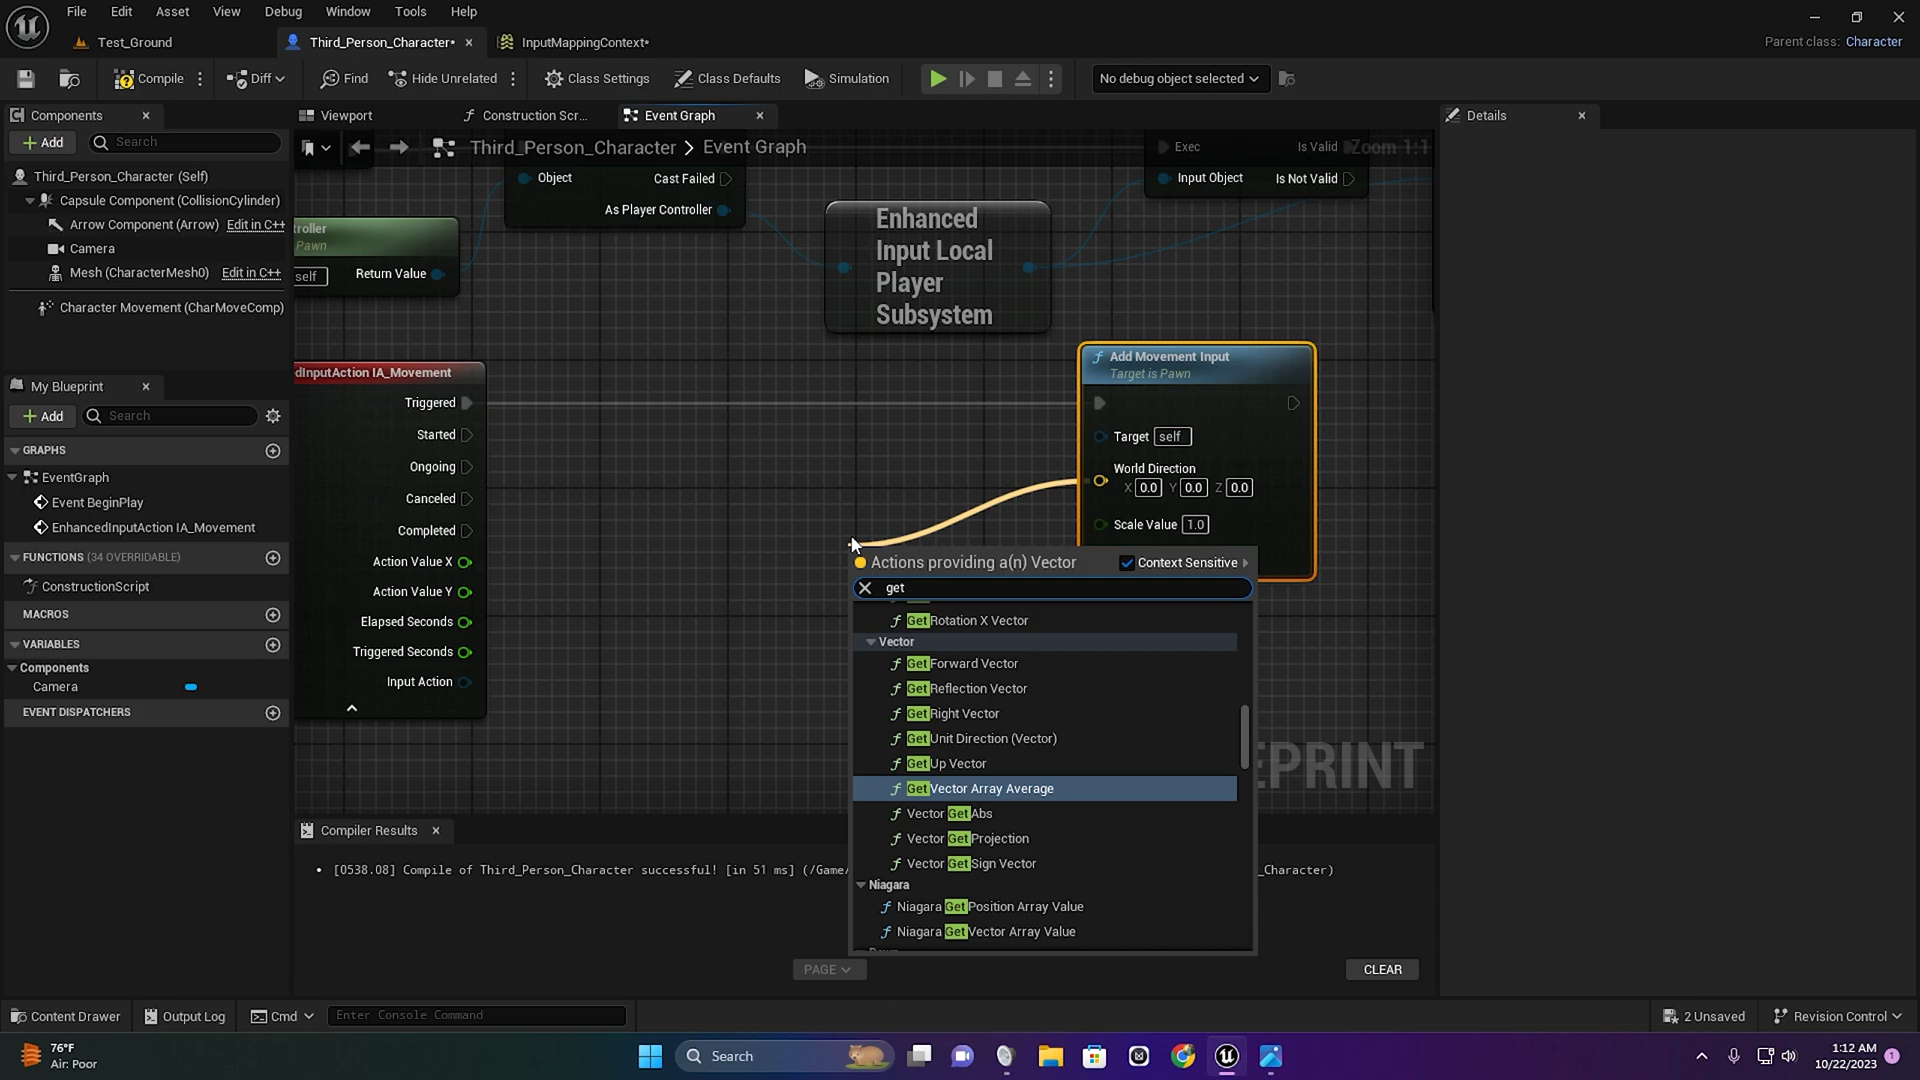 File Edit Asset View Debug Window Tools Help
Test_Ground
Third_Person_Character*
InputMappingContext*
Parent class: Character
Compile
Diff
Find
Hide Unrelated
Class Settings
Class Defaults
Simulation
No debug object selected
Components
Add
Search
Third_Person_Character (Self)
Capsule Component (CollisionCylinder)
Arrow Component (Arrow) Edit in C++
Camera
Mesh (CharacterMesh0) Edit in C++
Character Movement (CharMoveComp)
My Blueprint
Add
Search
GRAPHS
EventGraph
Event BeginPlay
EnhancedInputAction IA_Movement
FUNCTIONS (34 OVERRIDABLE)
ConstructionScript
MACROS
VARIABLES
Components
Camera
EVENT DISPATCHERS
Viewport
Construction Scr...
Event Graph
Third_Person_Character > Event Graph
Zoom 1:1
Object
Cast Failed
As Player Controller
troller
Pawn
self
Return Value
Enhanced
Input Local
Player
Subsystem
Exec
Is Valid
Input Object
Is Not Valid
dInputAction IA_Movement
Triggered
Started
Ongoing
Canceled
Completed
Action Value X
Action Value Y
Elapsed Seconds
Triggered Seconds
Input Action
Add Movement Input
Target is Pawn
Target self
World Direction
X 0.0 Y 0.0 Z 0.0
Scale Value 1.0
Actions providing a(n) Vector
Context Sensitive
get
Get Rotation X Vector
Vector
Get Forward Vector
Get Reflection Vector
Get Right Vector
Get Unit Direction (Vector)
Get Up Vector
Get Vector Array Average
Vector Get Abs
Vector Get Projection
Vector Get Sign Vector
Niagara
Niagara Get Position Array Value
Niagara Get Vector Array Value
EPRINT
Compiler Results
[0538.08] Compile of Third_Person_Character successful! [in 51 ms] (/Game/
_Character)
PAGE
CLEAR
Details
Content Drawer
Output Log
Cmd
Enter Console Command
2 Unsaved
Revision Control
76°F
Air: Poor
Search
1:12 AM
10/22/2023
1